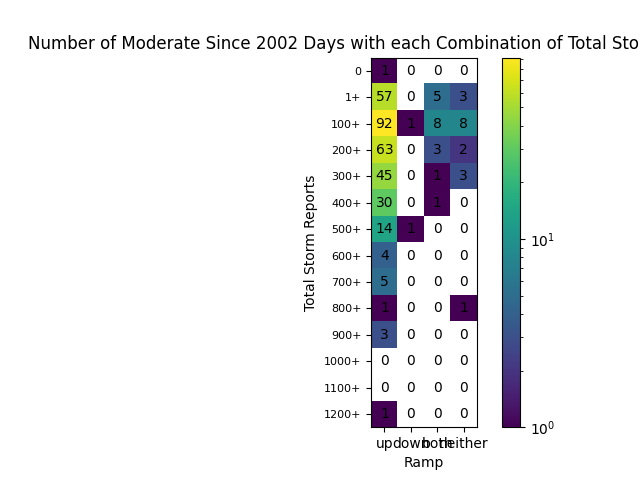 Number of Moderate Since 2002 Days with each Combination of Total Sto
0 1 0 0 0
1+ 57 0 5 3
100+ 92 1 8 8
200+ 63 0 3 2
300+ 45 0 1 3
400+ 30 0 1 0
500+ 14 1 0 0
600+ 4 0 0 0
700+ 5 0 0 0
800+ 1 0 0 1
900+ 3 0 0 0
1000+ 0 0 0 0
1100+ 0 0 0 0
1200+ 1 0 0 0
up down both neither
Ramp
Total Storm Reports
10¹
10⁰